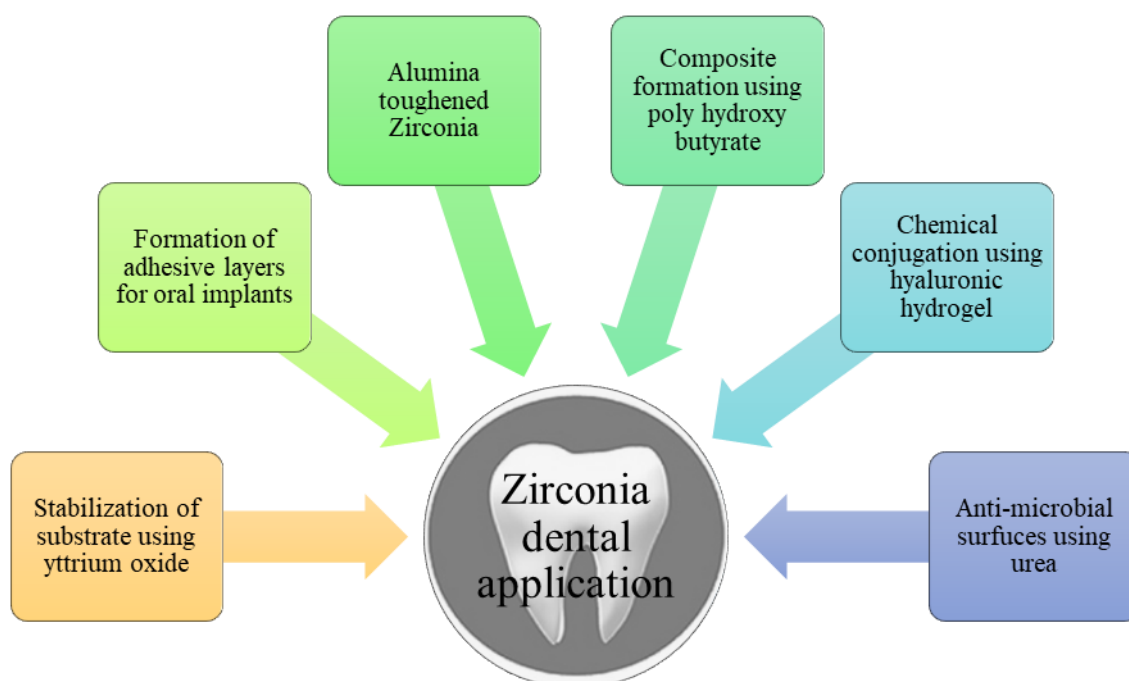 Alumina
toughened
Zirconia
Composite
formation using
poly hydroxy
butyrate
Formation of
adhesive layers
for oral implants
Chemical
conjugation using
hyaluronic
hydrogel
Stabilization of
substrate using
yttrium oxide
Zirconia
dental
application
Anti-microbial
surfuces using
urea